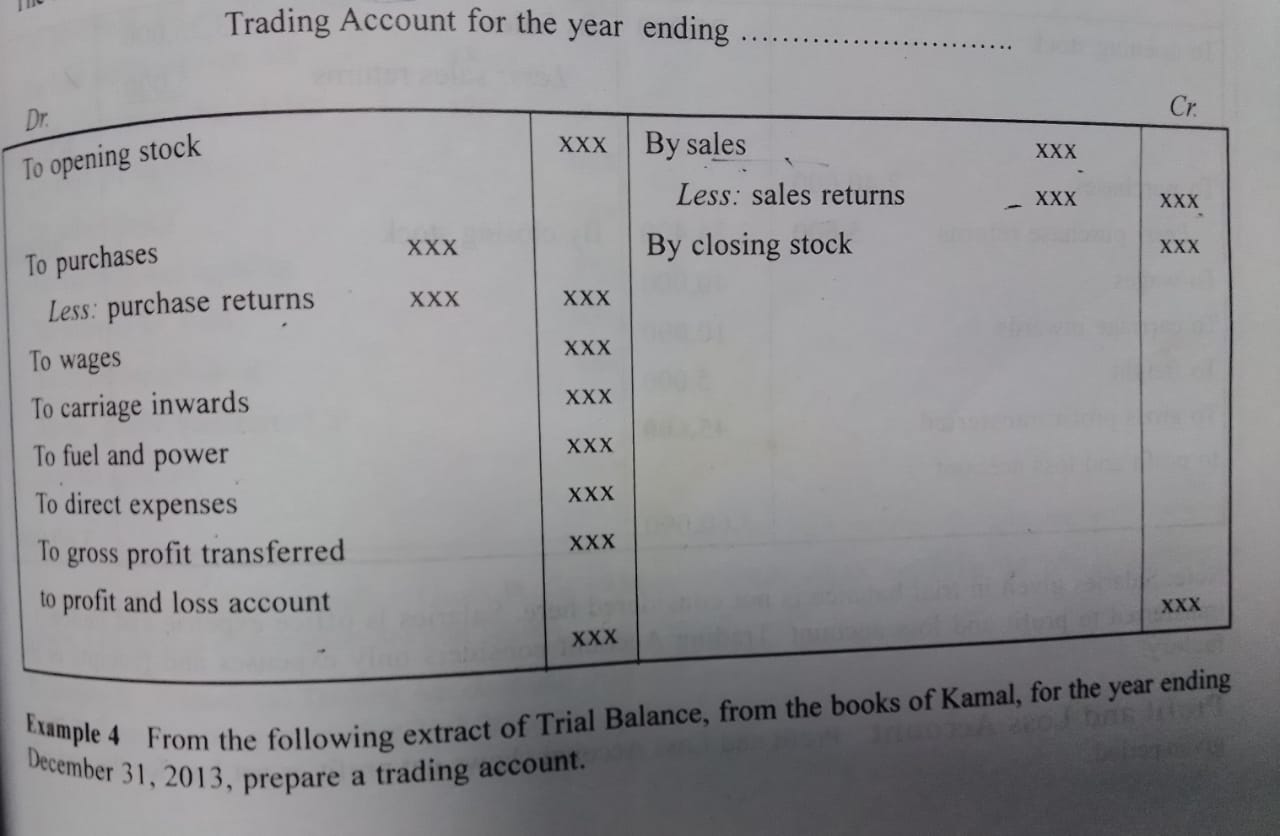 Trading Account for the year ending ..............................
Dr. Cr.
To opening stock xxx By sales xxx
Less: sales returns – xxx xxx
To purchases xxx By closing stock xxx
Less: purchase returns xxx xxx
To wages xxx
To carriage inwards xxx
To fuel and power xxx
To direct expenses xxx
To gross profit transferred xxx
to profit and loss account
xxx xxx
Example 4 From the following extract of Trial Balance, from the books of Kamal, for the year ending
December 31, 2013, prepare a trading account.